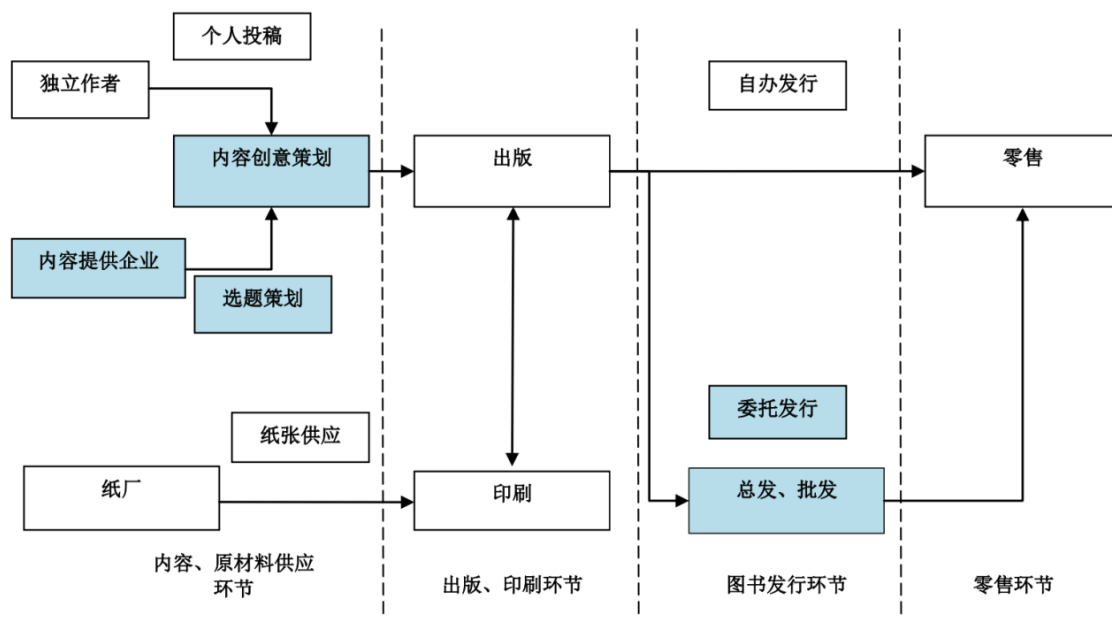 个人投稿
独立作者
自办发行
内容创意策划
出版
零售
内容提供企业
选题策划
委托发行
纸张供应
纸厂
印刷
总发、批发
内容、原材料供应
环节
出版、印刷环节
图书发行环节
零售环节